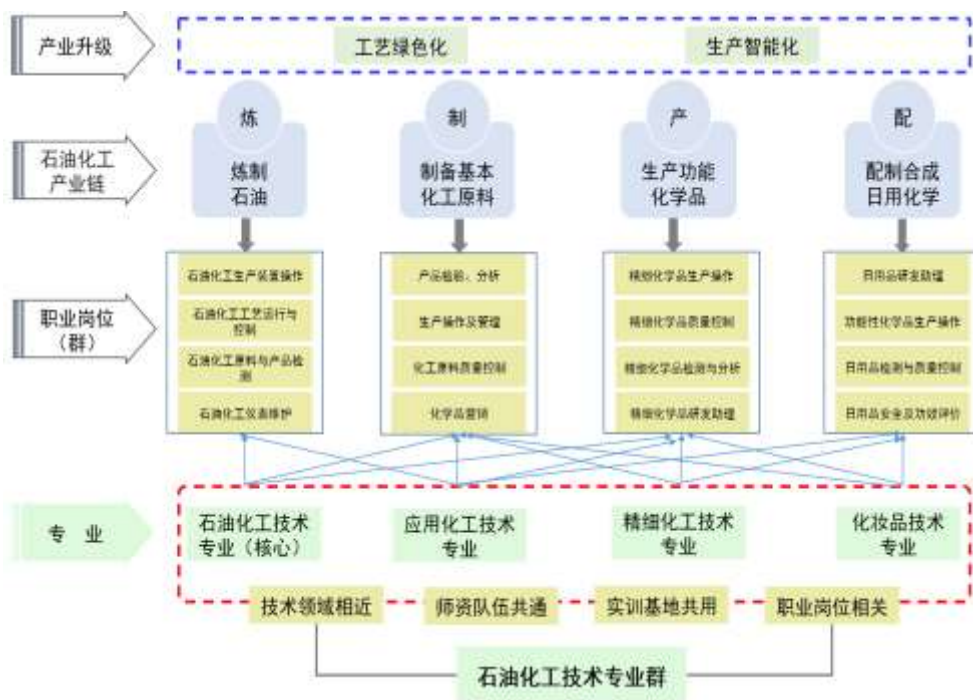 产业升级
工艺绿色化
生产智能化
石油化工
产业链
炼
炼制
石油
制
制备基本
化工原料
产
生产功能
化学品
配
配制合成
日用化学
职业岗位
（群）
石油化工生产装置操作
石油化工工艺运行与
控制
石油化工原料与产品检
测
石油化工仪表维护
产品检验、分析
生产操作及管理
化工原料质量控制
化学品营销
精细化学品生产操作
精细化学品质量控制
精细化学品检测与分析
精细化学品研发助理
日用品研发助理
功能性化学品生产操作
日用品检测与质量控制
日用品安全及功效评价
专 业
石油化工技术
专业（核心）
应用化工技术
专业
精细化工技术
专业
化妆品技术
专业
技术领域相近
师资队伍共通
实训基地共用
职业岗位相关
石油化工技术专业群